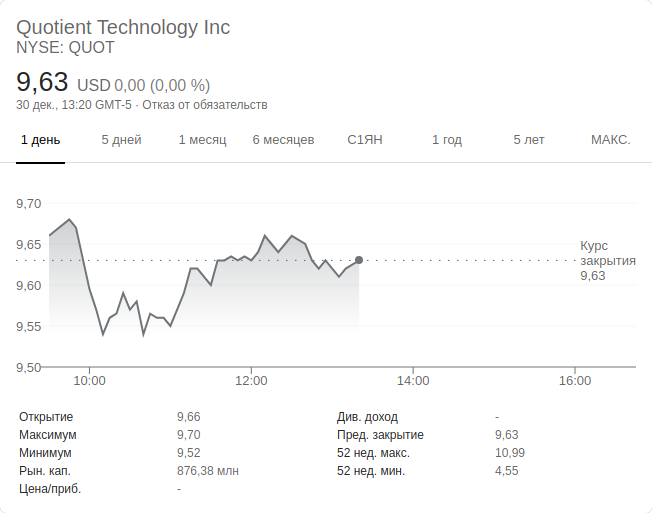 Quotient Technology Inc
NYSE: QUOT
9,63 USD 0,00 (0,00 %)
30 дек., 13:20 GMT-5 · Отказ от обязательств
1 день 5 дней 1 месяц 6 месяцев С1ЯН 1 год 5 лет МАКС.
9,70
9,65
9,60
9,55
9,50
Курс
закрытия
9,63
10:00 12:00 14:00 16:00
Открытие 9,66
Максимум 9,70
Минимум 9,52
Рын. кап. 876,38 млн
Цена/приб. -
Див. доход -
Пред. закрытие 9,63
52 нед. макс. 10,99
52 нед. мин. 4,55